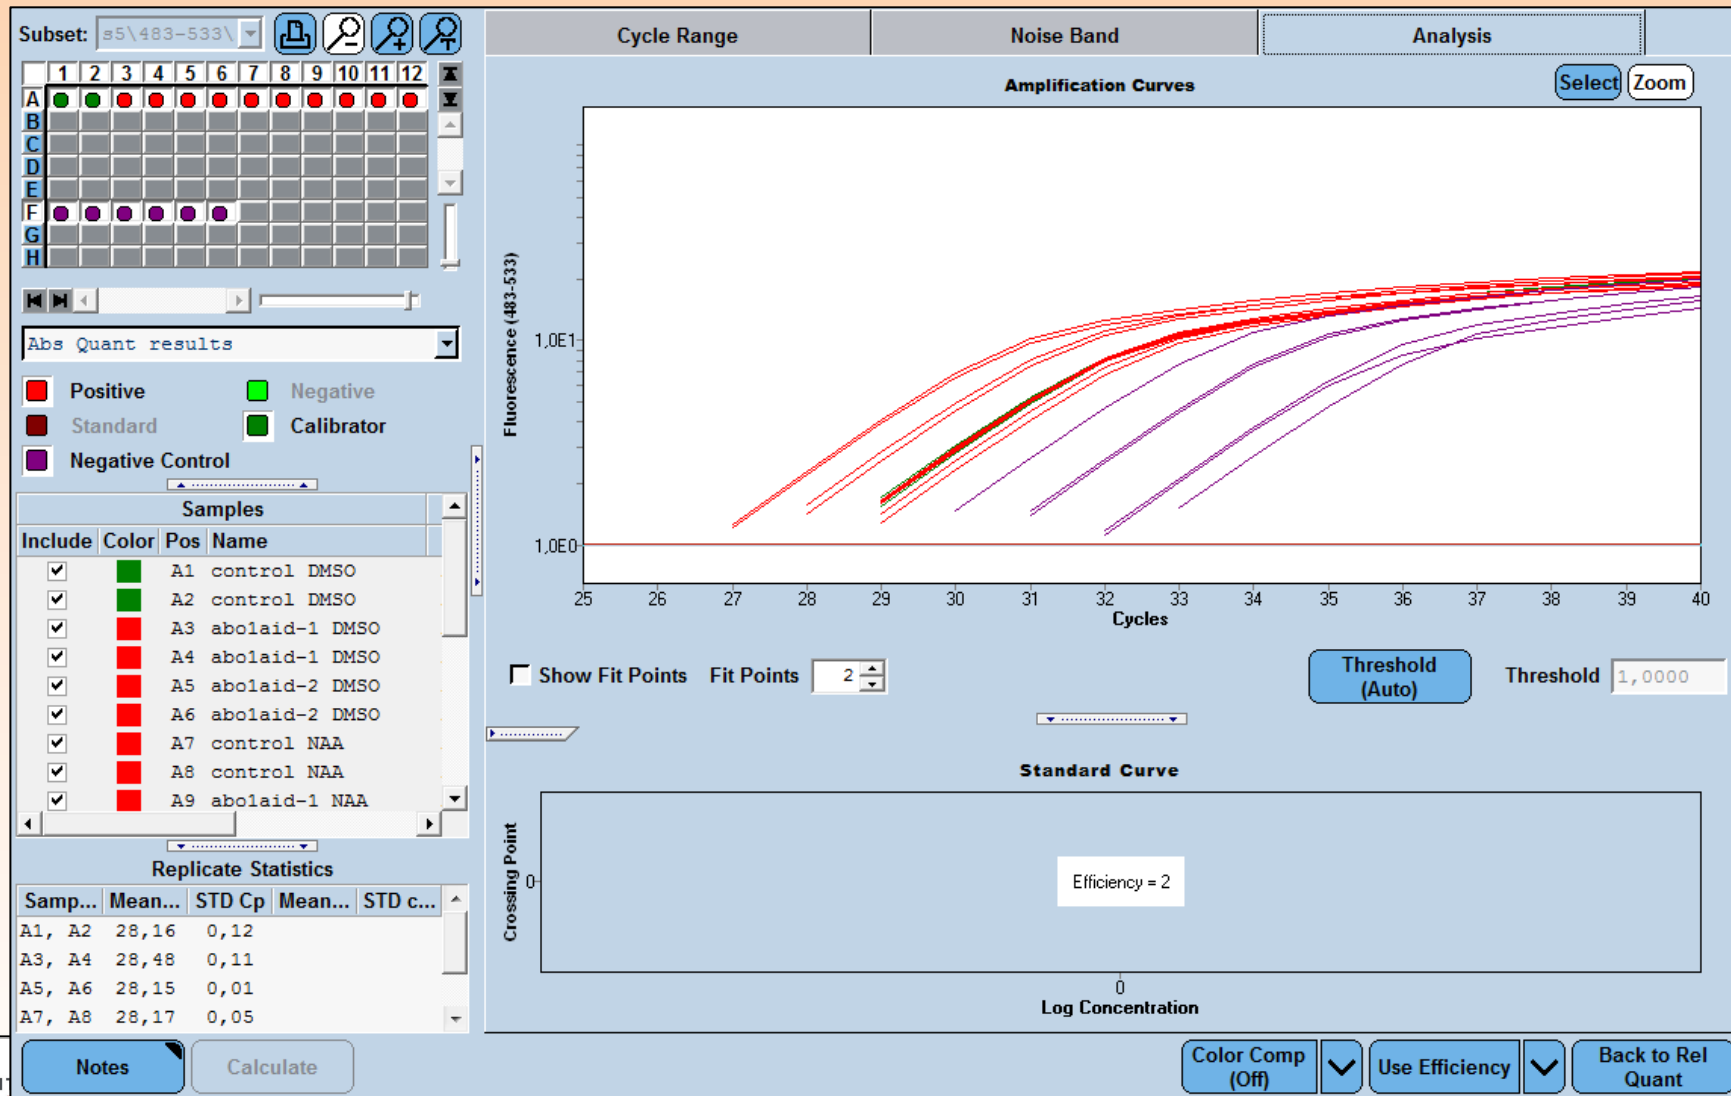 Subset: s5\483-533\
Cycle Range Noise Band Analysis
1 2 3 4 5 6 7 8 9 10 11 12
A
B
C
D
E
F
G
H
Amplification Curves
Select Zoom
Abs Quant results
Positive Negative
Standard Calibrator
Negative Control
Samples
Include Color Pos Name
A1 control DMSO
A2 control DMSO
A3 abo1aid-1 DMSO
A4 abo1aid-1 DMSO
A5 abo1aid-2 DMSO
A6 abo1aid-2 DMSO
A7 control NAA
A8 control NAA
A9 abo1aid-1 NAA
Replicate Statistics
Samp... Mean... STD Cp Mean... STD c...
A1, A2 28,16 0,12
A3, A4 28,48 0,11
A5, A6 28,15 0,01
A7, A8 28,17 0,05
Notes Calculate
Fluorescence (483-533)
1,0E1
1,0E0
25 26 27 28 29 30 31 32 33 34 35 36 37 38 39 40
Cycles
Show Fit Points Fit Points 2
Threshold
(Auto)
Threshold 1,0000
Standard Curve
Crossing Point
0
Efficiency = 2
0
Log Concentration
Color Comp
(Off)
Use Efficiency
Back to Rel
Quant